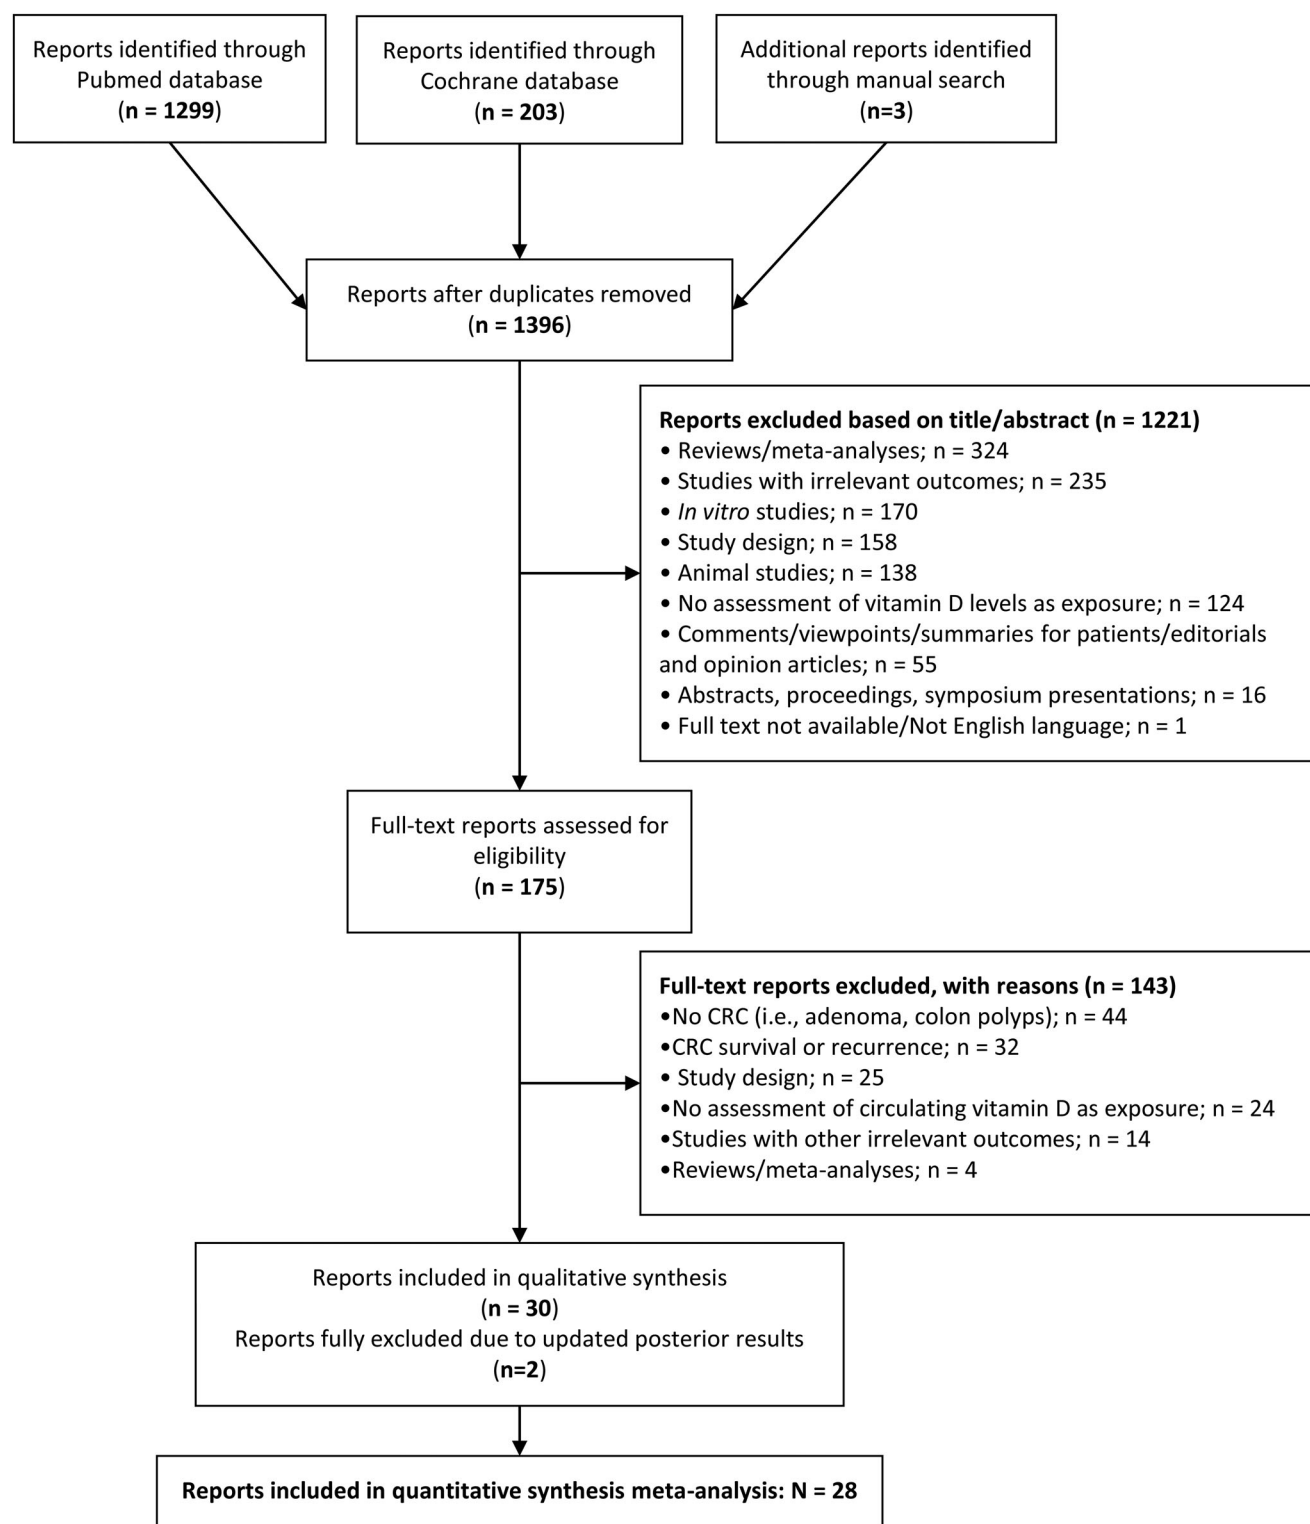 Reports identified through
Pubmed database
(n = 1299)
Reports identified through
Cochrane database
(n = 203)
Additional reports identified
through manual search
(n=3)
Reports after duplicates removed
(n = 1396)
Reports excluded based on title/abstract (n = 1221)
• Reviews/meta-analyses; n = 324
• Studies with irrelevant outcomes; n = 235
• In vitro studies; n = 170
• Study design; n = 158
• Animal studies; n = 138
• No assessment of vitamin D levels as exposure; n = 124
• Comments/viewpoints/summaries for patients/editorials
and opinion articles; n = 55
• Abstracts, proceedings, symposium presentations; n = 16
• Full text not available/Not English language; n = 1
Full-text reports assessed for
eligibility
(n = 175)
Full-text reports excluded, with reasons (n = 143)
•No CRC (i.e., adenoma, colon polyps); n = 44
•CRC survival or recurrence; n = 32
• Study design; n = 25
•No assessment of circulating vitamin D as exposure; n = 24
•Studies with other irrelevant outcomes; n = 14
•Reviews/meta-analyses; n = 4
Reports included in qualitative synthesis
(n = 30)
Reports fully excluded due to updated posterior results
(n=2)
Reports included in quantitative synthesis meta-analysis: N = 28